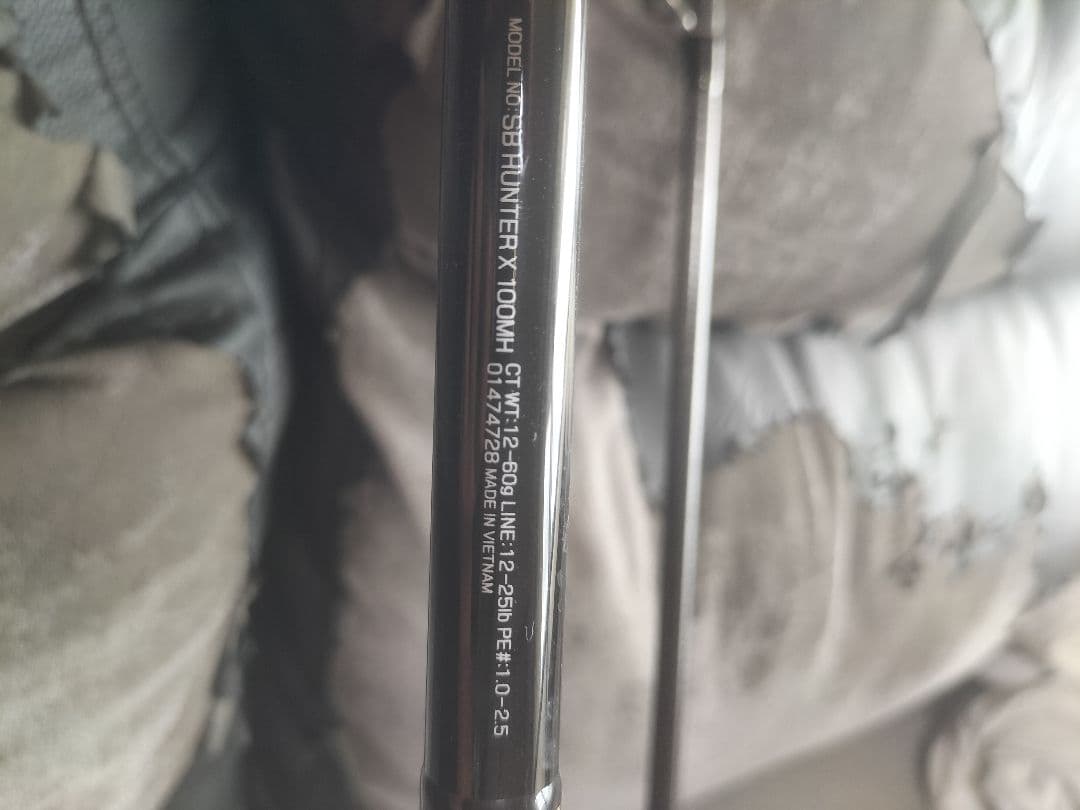 MODEL NO:SB HUNTER X 100MH CT WT:12-60g LINE:12-25lb PE#:1.0-2.5
01474728 MADE IN VIETNAM